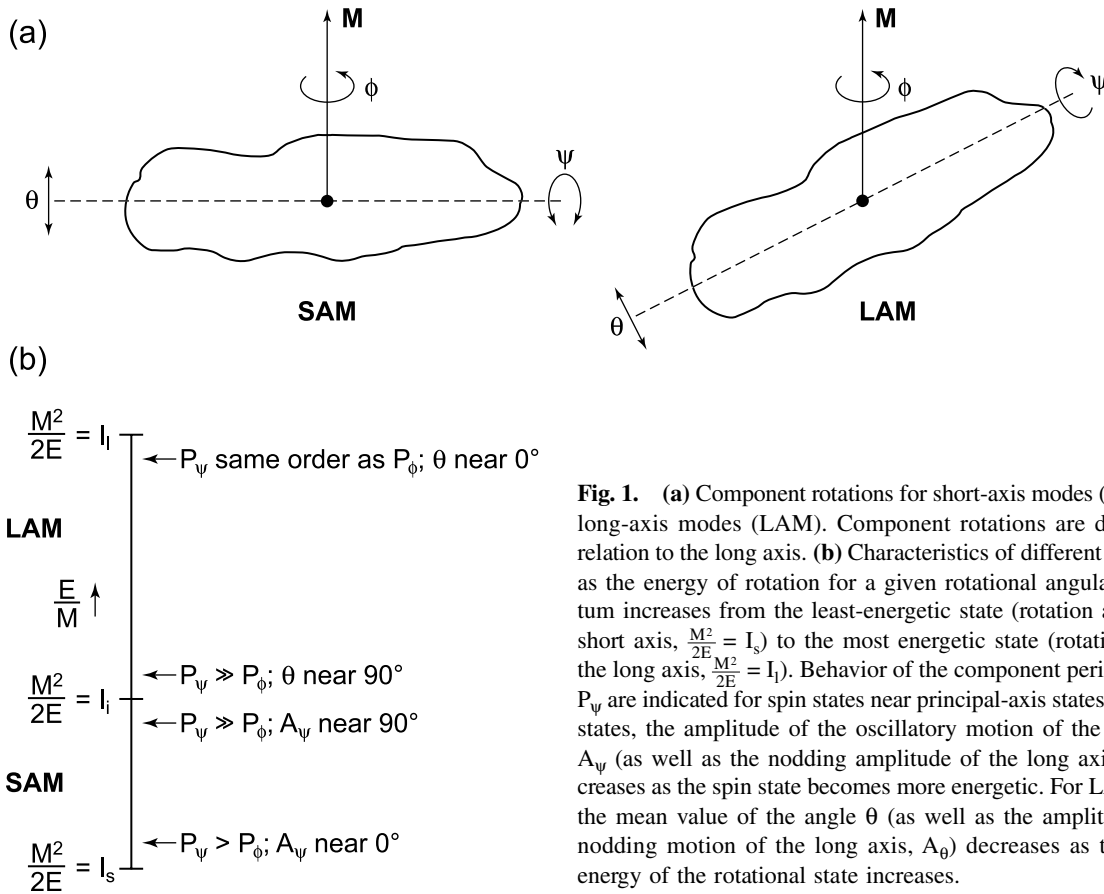 (a)
M
ϕ
θ
ψ
SAM
M
ϕ
ψ
θ
LAM
(b)
M²/2E = I_l
P_ψ same order as P_ϕ; θ near 0°
LAM
E/M
P_ψ ≫ P_ϕ; θ near 90°
M²/2E = I_i
P_ψ ≫ P_ϕ; A_ψ near 90°
SAM
P_ψ > P_ϕ; A_ψ near 0°
M²/2E = I_s
Fig. 1. (a) Component rotations for short-axis modes (
long-axis modes (LAM). Component rotations are d
relation to the long axis. (b) Characteristics of different
as the energy of rotation for a given rotational angula
tum increases from the least-energetic state (rotation a
short axis, M²/2E = I_s) to the most energetic state (rotati
the long axis, M²/2E = I_l). Behavior of the component peri
P_ψ are indicated for spin states near principal-axis states
states, the amplitude of the oscillatory motion of the
A_ψ (as well as the nodding amplitude of the long axi
creases as the spin state becomes more energetic. For L
the mean value of the angle θ (as well as the amplit
nodding motion of the long axis, A_θ) decreases as t
energy of the rotational state increases.